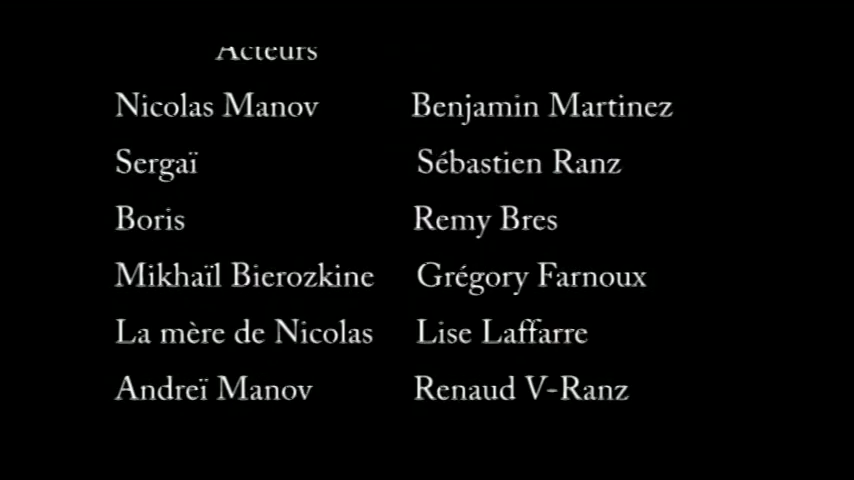 Acteurs
Nicolas Manov Benjamin Martinez
Sergaï Sébastien Ranz
Boris Remy Bres
Mikhaïl Bierozkine Grégory Farnoux
La mère de Nicolas Lise Laffarre
Andreï Manov Renaud V-Ranz